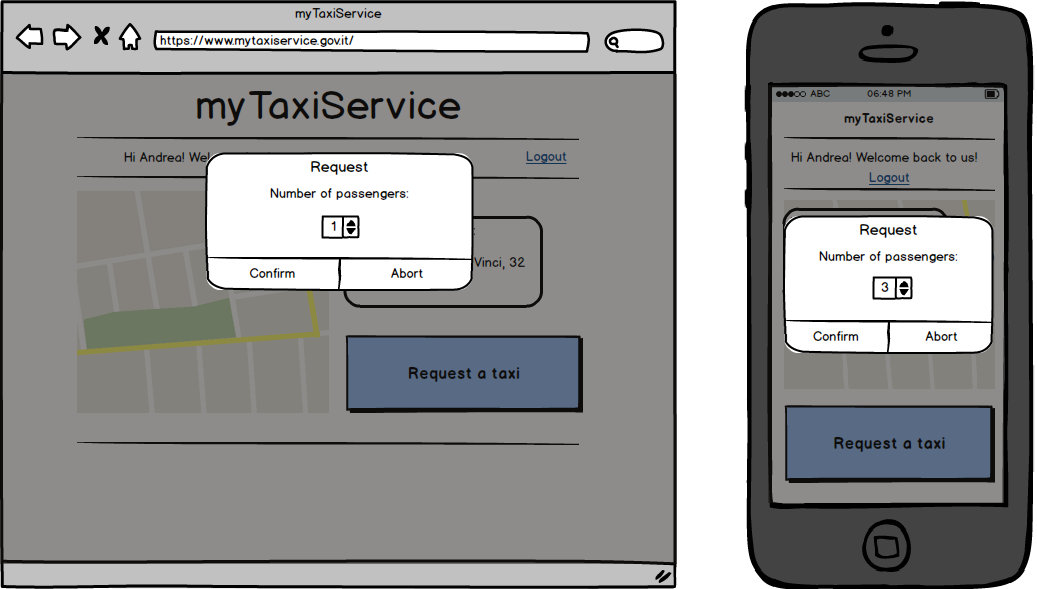 myTaxiService
https://www.mytaxiservice.gov.it/
myTaxiService
Hi Andrea! Wel
Logout
Request
Number of passengers:
1
Vinci, 32
Confirm
Abort
Request a taxi
ABC
06:48 PM
myTaxiService
Hi Andrea! Welcome back to us!
Logout
Request
Number of passengers:
3
Confirm
Abort
Request a taxi